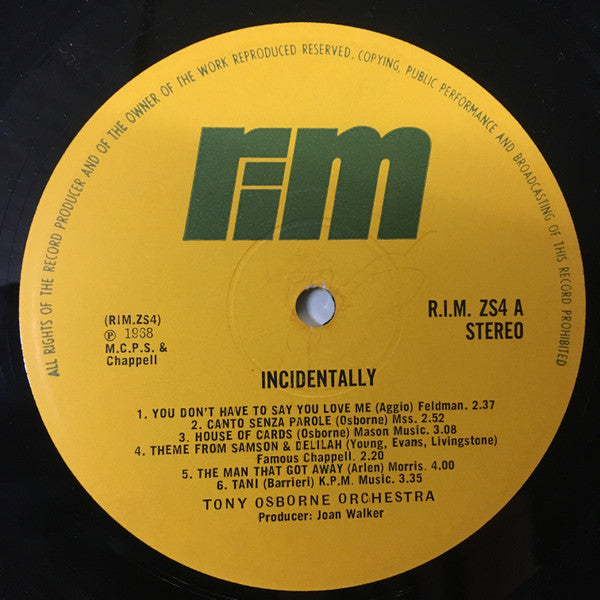 ALL RIGHTS OF THE RECORD PRODUCER AND OF THE OWNER OF THE WORK REPRODUCED RESERVED. COPYING, PUBLIC PERFORMANCE AND BROADCASTING OF THIS RECORD PROHIBITED
rim
(RIM.ZS4)
Ⓟ 1968
M.C.P.S. &
Chappell
R.I.M. ZS4 A
STEREO
INCIDENTALLY
1. YOU DON'T HAVE TO SAY YOU LOVE ME (Aggio) Feldman. 2.37
2. CANTO SENZA PAROLE (Osborne) Mss. 2.52
3. HOUSE OF CARDS (Osborne) Mason Music. 3.08
4. THEME FROM SAMSON & DELILAH (Young, Evans, Livingstone)
Famous Chappell. 2.20
5. THE MAN THAT GOT AWAY (Arlen) Morris. 4.00
6. TANI (Barrieri) K.P.M. Music. 3.35
TONY OSBORNE ORCHESTRA
Producer: Joan Walker